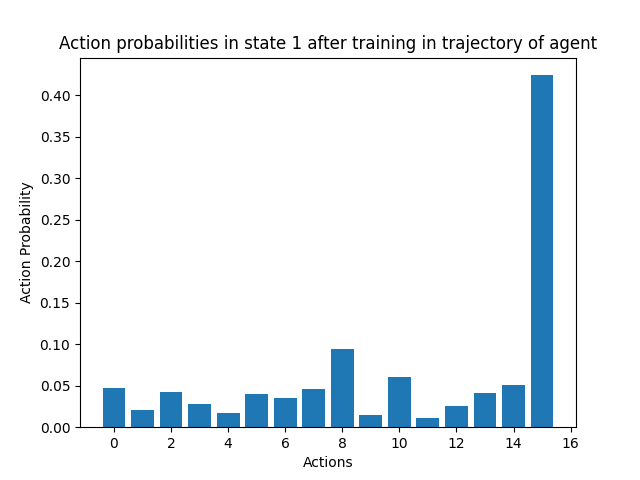 Action probabilities in state 1 after training in trajectory of agent
0.40
0.35
0.30
0.25
0.20
0.15
0.10
0.05
0.00
Action Probability
0 2 4 6 8 10 12 14 16
Actions